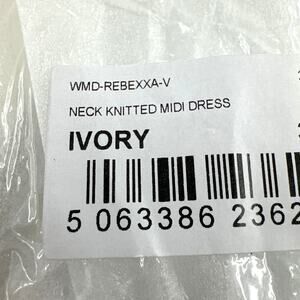 WMD-REBEXXA-V
NECK KNITTED MIDI DRESS
IVORY
5 063386 2362